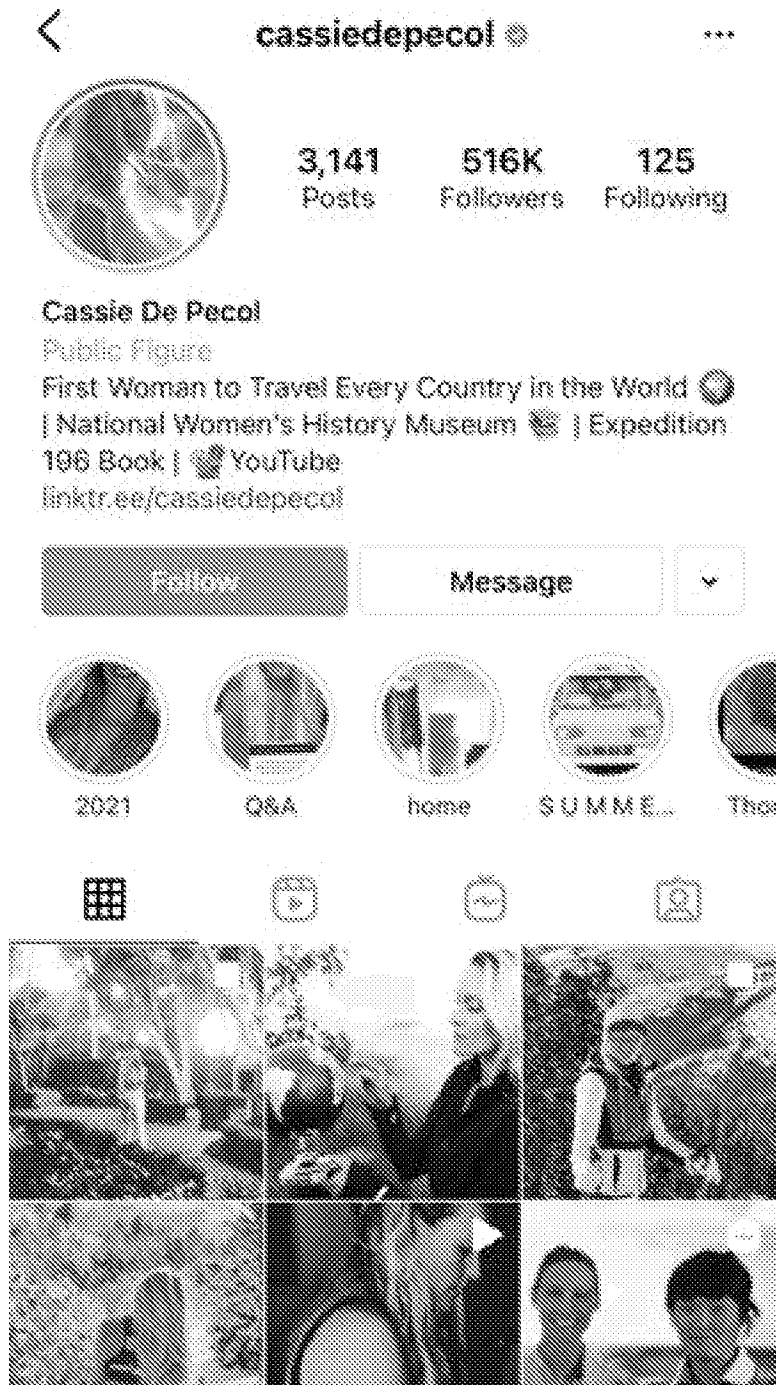 cassiedepecol
3,141 516K 125
Posts Followers Following
Cassie De Pecol
Public Figure
First Woman to Travel Every Country in the World
| National Women's History Museum | Expedition
196 Book | YouTube
linktr.ee/cassiedepecol
Follow Message
2021 Q&A home S U M M E... Tho